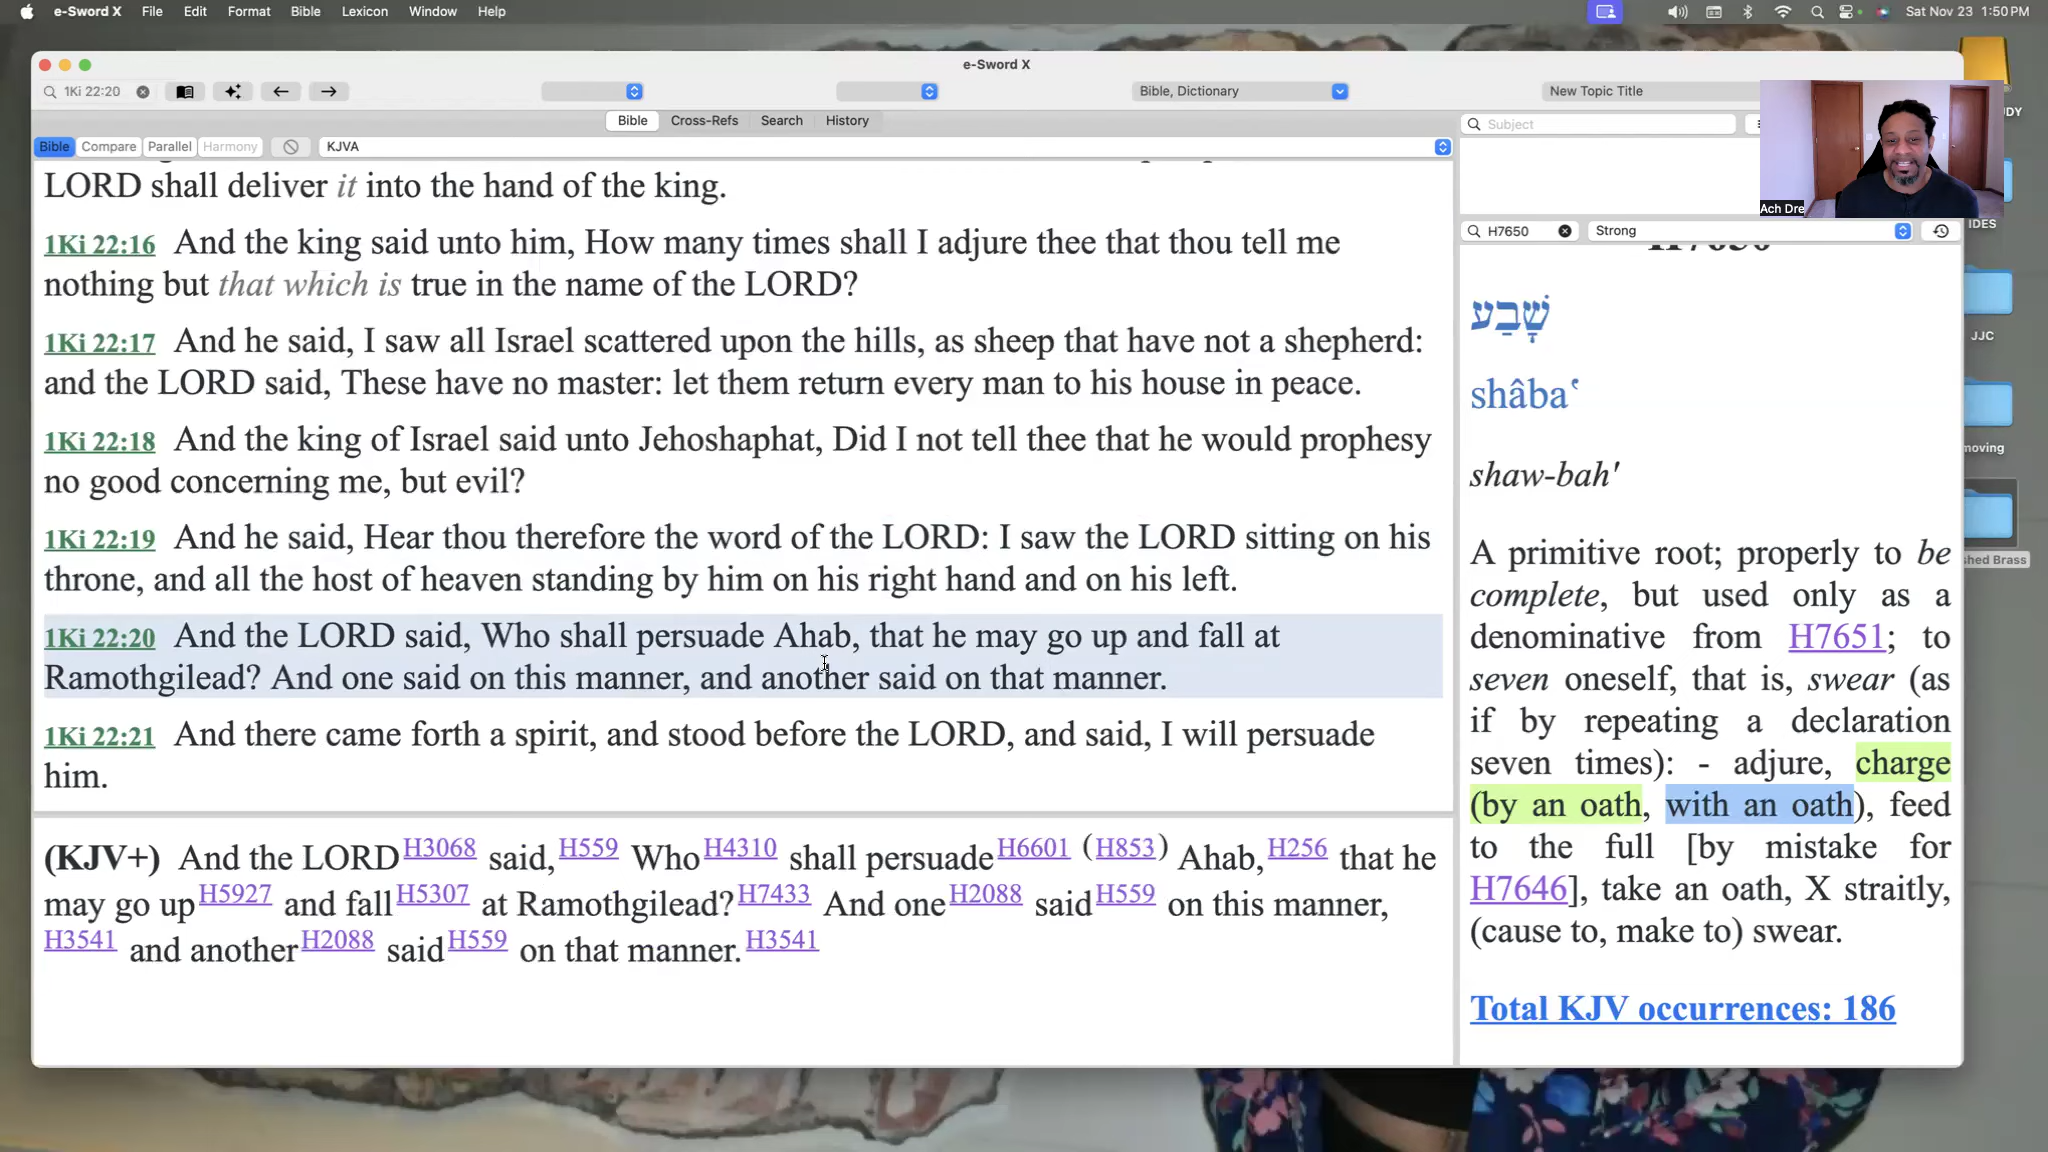 e-Sword X File Edit Format Bible Lexicon Window Help
Sat Nov 23 1:50 PM
e-Sword X
1Ki 22:20
Bible, Dictionary
New Topic Title
Bible Cross-Refs Search History
Bible Compare Parallel Harmony KJVA
LORD shall deliver it into the hand of the king.
1Ki 22:16 And the king said unto him, How many times shall I adjure thee that thou tell me
nothing but that which is true in the name of the LORD?
1Ki 22:17 And he said, I saw all Israel scattered upon the hills, as sheep that have not a shepherd:
and the LORD said, These have no master: let them return every man to his house in peace.
1Ki 22:18 And the king of Israel said unto Jehoshaphat, Did I not tell thee that he would prophesy
no good concerning me, but evil?
1Ki 22:19 And he said, Hear thou therefore the word of the LORD: I saw the LORD sitting on his
throne, and all the host of heaven standing by him on his right hand and on his left.
1Ki 22:20 And the LORD said, Who shall persuade Ahab, that he may go up and fall at
Ramothgilead? And one said on this manner, and another said on that manner.
1Ki 22:21 And there came forth a spirit, and stood before the LORD, and said, I will persuade
him.
(KJV+) And the LORD H3068 said, H559 Who H4310 shall persuade H6601 (H853) Ahab, H256 that he
may go up H5927 and fall H5307 at Ramothgilead? H7433 And one H2088 said H559 on this manner,
H3541 and another H2088 said H559 on that manner. H3541
Subject
Ach Dre
H7650 Strong
H7650
שָׁבַע
shâba‛
shaw-bah'
A primitive root; properly to be
complete, but used only as a
denominative from H7651; to
seven oneself, that is, swear (as
if by repeating a declaration
seven times): - adjure, charge
(by an oath, with an oath), feed
to the full [by mistake for
H7646], take an oath, X straitly,
(cause to, make to) swear.
Total KJV occurrences: 186
DY
IDES
JJC
moving
shed Brass